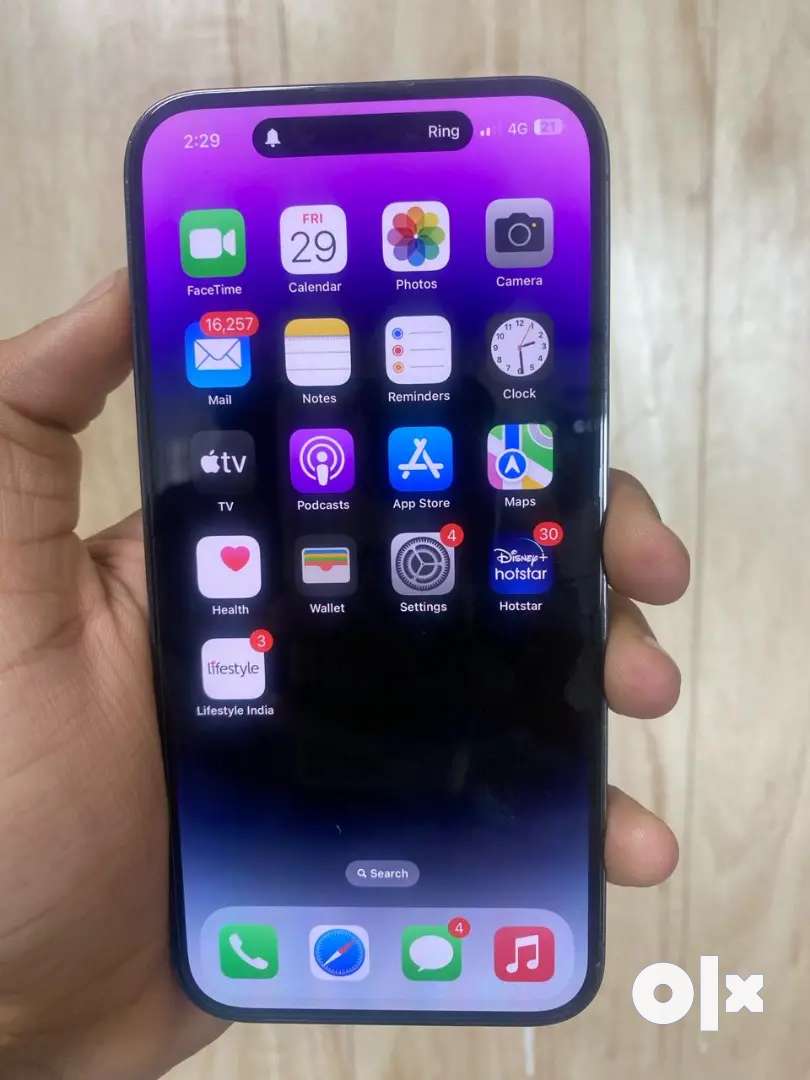 2:29
Ring
4G
21
FaceTime
FRI
29
Calendar
Photos
Camera
16,257
Mail
Notes
Reminders
Clock
tv
TV
Podcasts
App Store
Maps
Health
Wallet
4
Settings
30
Disney+
hotstar
Hotstar
3
lifestyle
Lifestyle India
Search
4
olx